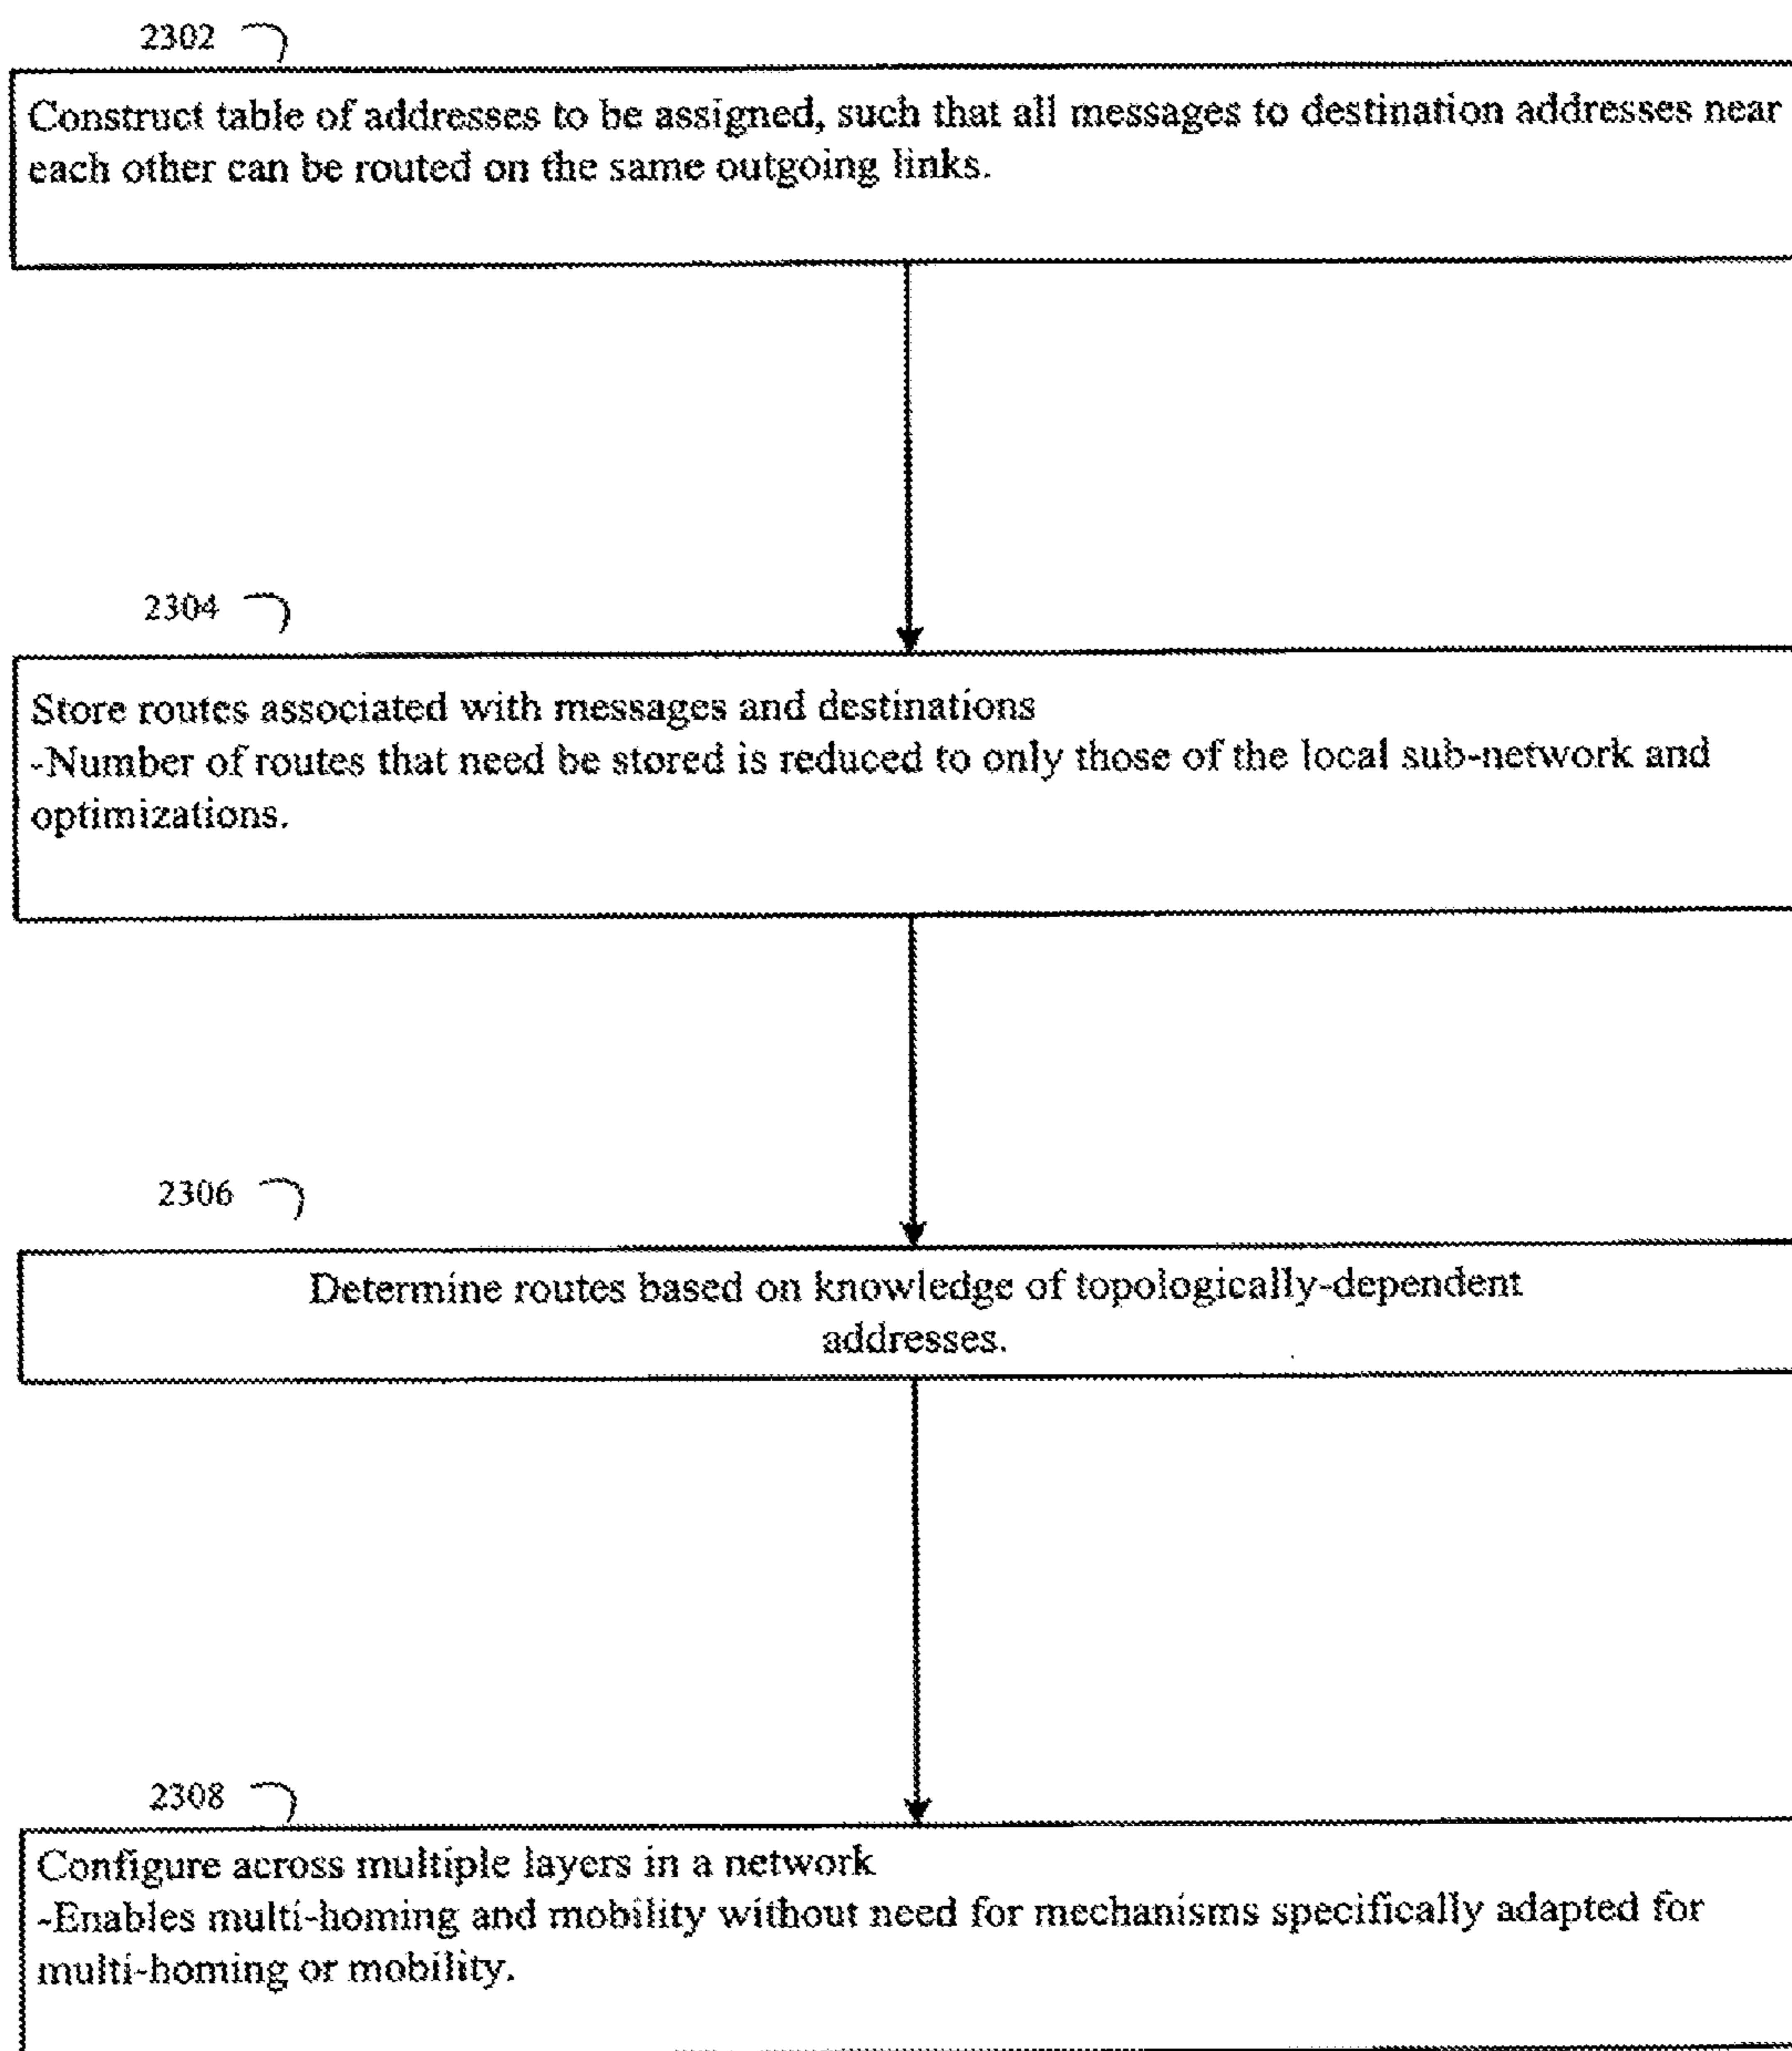 2302
Construct table of addresses to be assigned, such that all messages to destination addresses near
each other can be routed on the same outgoing links.
2304
Store routes associated with messages and destinations
-Number of routes that need be stored is reduced to only those of the local sub-network and
optimizations.
2306
Determine routes based on knowledge of topologically-dependent
addresses.
2308
Configure across multiple layers in a network
-Enables multi-homing and mobility without need for mechanisms specifically adapted for
multi-homing or mobility.